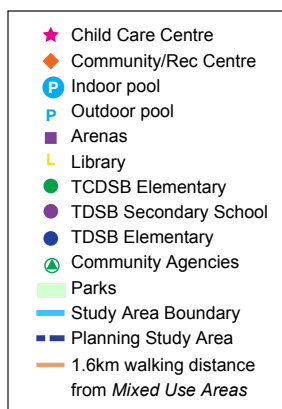 Child Care Centre
Community/Rec Centre
P Indoor pool
P Outdoor pool
Arenas
L Library
TCDSB Elementary
TDSB Secondary School
TDSB Elementary
Community Agencies
Parks
Study Area Boundary
Planning Study Area
1.6km walking distance
from Mixed Use Areas